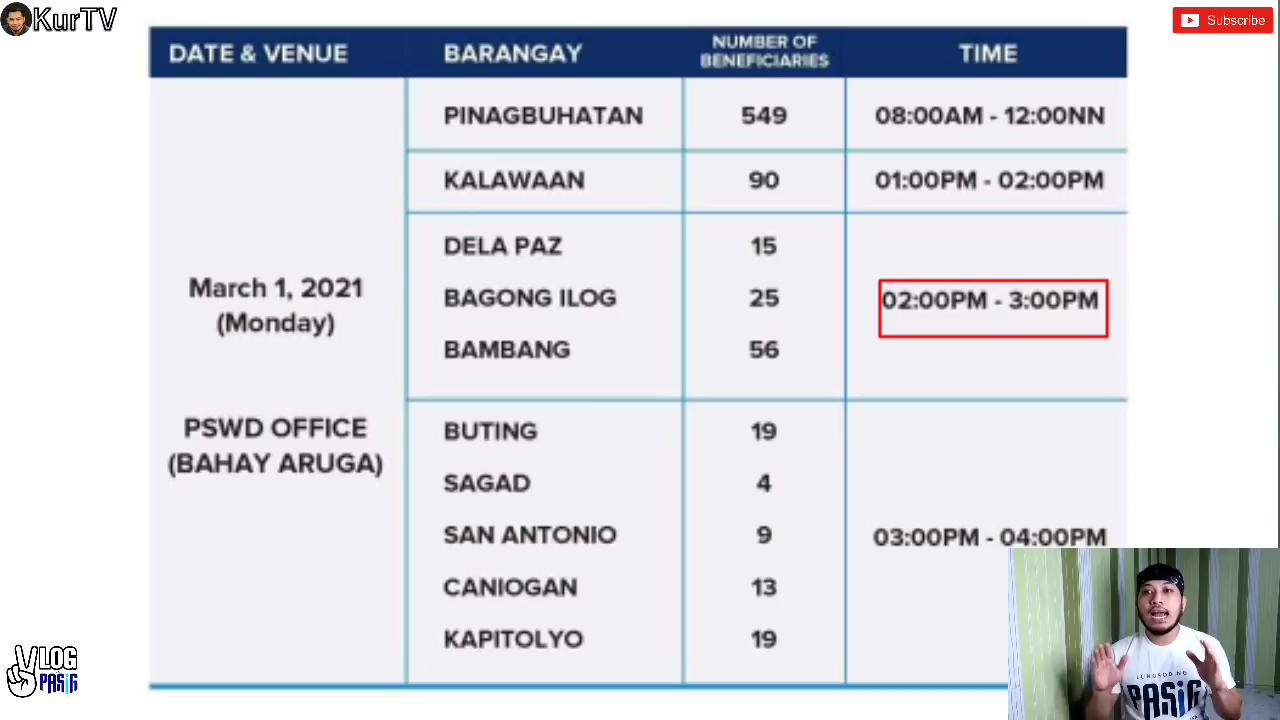 KurTV
Subscribe
DATE & VENUE
BARANGAY
NUMBER OF
BENEFICIARIES
TIME
March 1, 2021
(Monday)
PSWD OFFICE
(BAHAY ARUGA)
PINAGBUHATAN 549 08:00AM - 12:00NN
KALAWAAN 90 01:00PM - 02:00PM
DELA PAZ 15
BAGONG ILOG 25 02:00PM - 3:00PM
BAMBANG 56
BUTING 19
SAGAD 4
SAN ANTONIO 9 03:00PM - 04:00PM
CANIOGAN 13
KAPITOLYO 19
VLOG
PASIG
LUNGSOD NG
PASIG